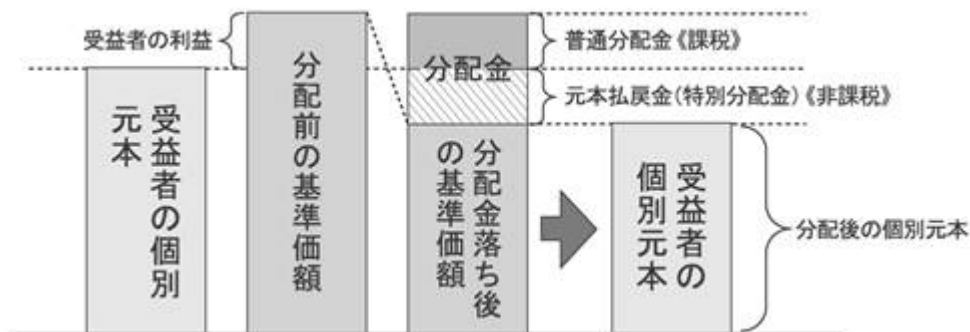 受益者の利益
受益者の個別
元本
分配前の基準価額
分配金
分配金落ち後
の基準価額
普通分配金《課税》
元本払戻金(特別分配金)《非課税》
受益者の
個別元本
分配後の個別元本